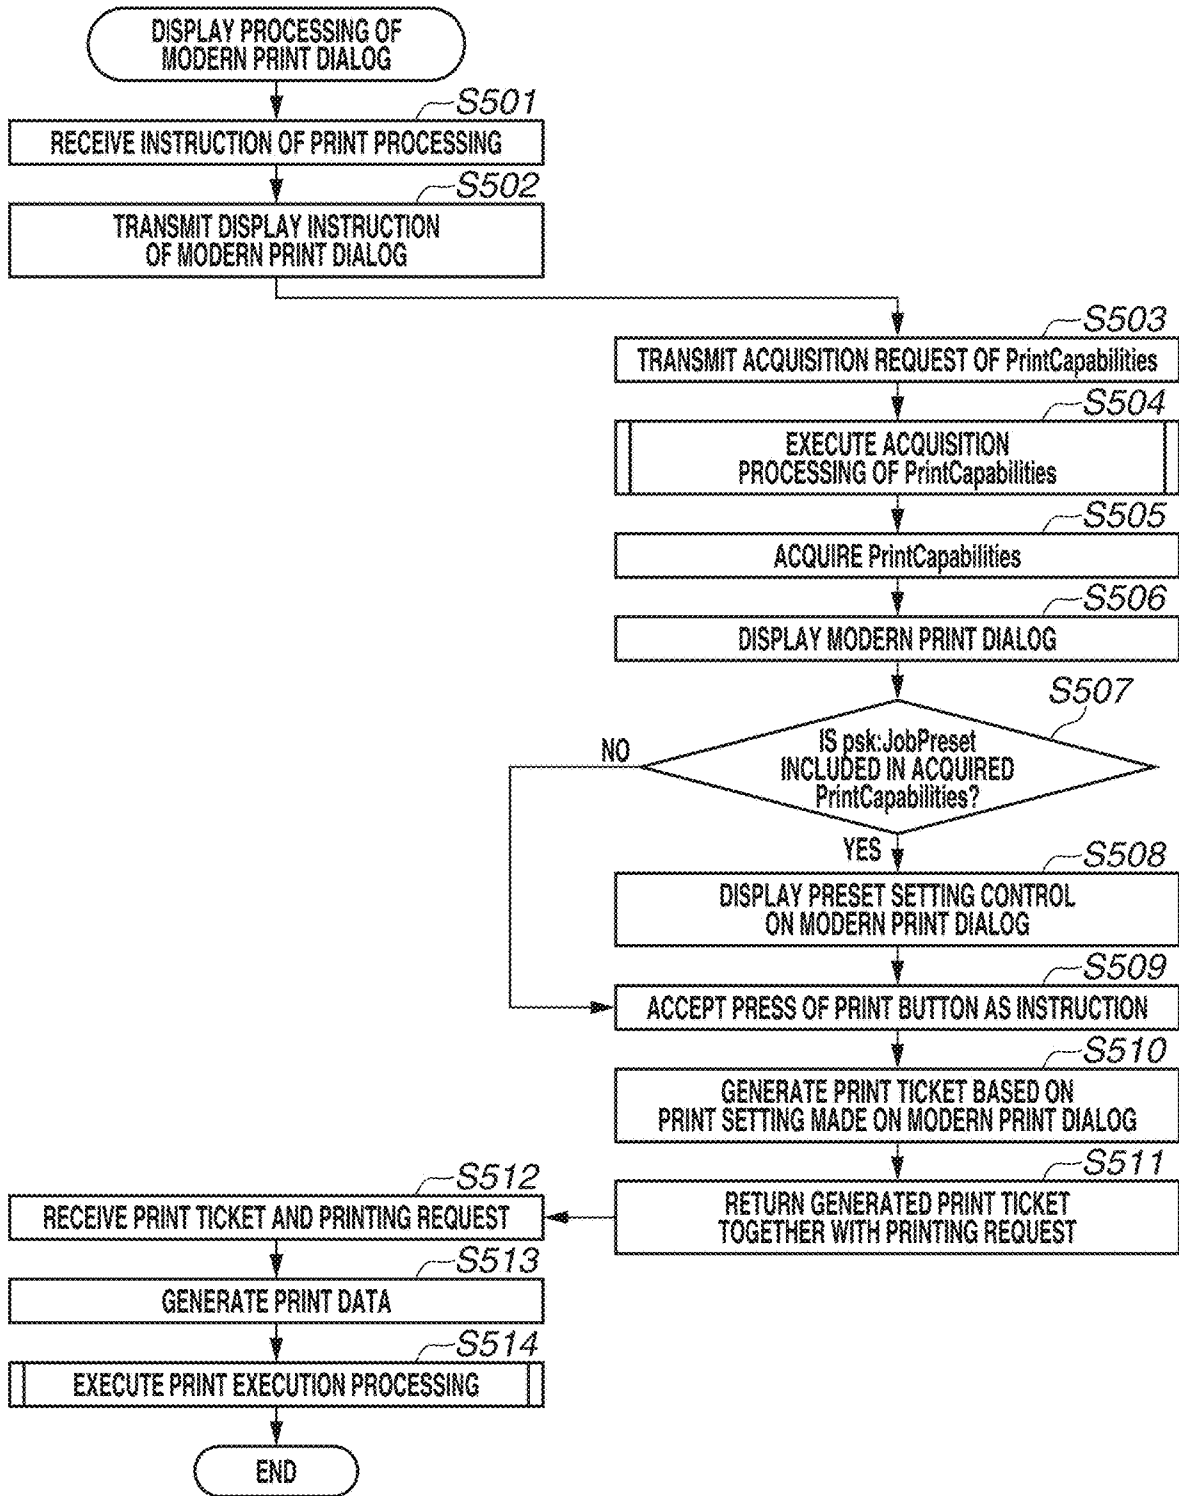 DISPLAY PROCESSING OF
MODERN PRINT DIALOG
S501
RECEIVE INSTRUCTION OF PRINT PROCESSING
S502
TRANSMIT DISPLAY INSTRUCTION
OF MODERN PRINT DIALOG
S503
TRANSMIT ACQUISITION REQUEST OF PrintCapabilities
S504
EXECUTE ACQUISITION
PROCESSING OF PrintCapabilities
S505
ACQUIRE PrintCapabilities
S506
DISPLAY MODERN PRINT DIALOG
S507
IS psk:JobPreset
INCLUDED IN ACQUIRED
PrintCapabilities?
NO
YES
S508
DISPLAY PRESET SETTING CONTROL
ON MODERN PRINT DIALOG
S509
ACCEPT PRESS OF PRINT BUTTON AS INSTRUCTION
S510
GENERATE PRINT TICKET BASED ON
PRINT SETTING MADE ON MODERN PRINT DIALOG
S511
RETURN GENERATED PRINT TICKET
TOGETHER WITH PRINTING REQUEST
S512
RECEIVE PRINT TICKET AND PRINTING REQUEST
S513
GENERATE PRINT DATA
S514
EXECUTE PRINT EXECUTION PROCESSING
END